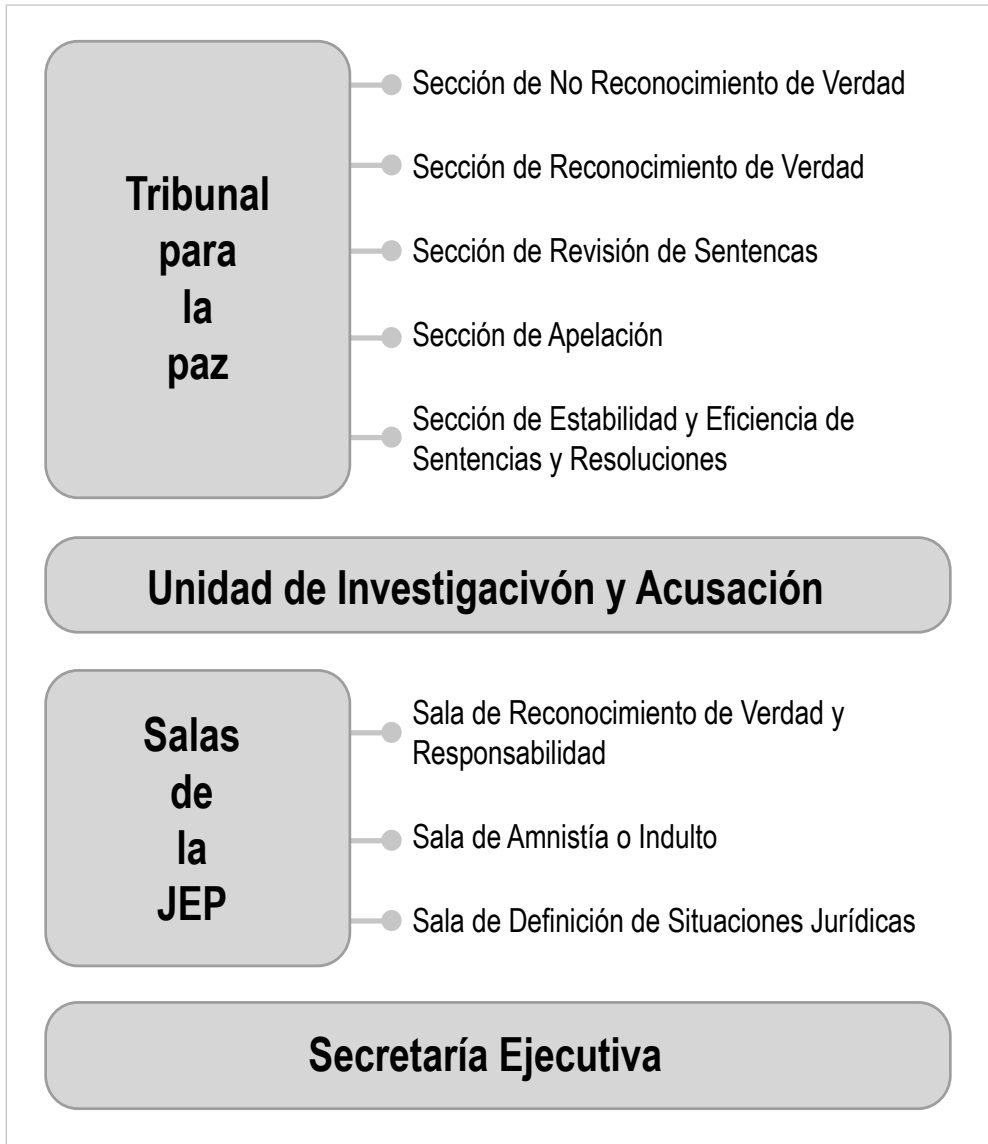 Tribunal
para
la
paz
Sección de No Reconocimiento de Verdad
Sección de Reconocimiento de Verdad
Sección de Revisión de Sentencas
Sección de Apelación
Sección de Estabilidad y Eficiencia de
Sentencias y Resoluciones
Unidad de Investigacivón y Acusación
Salas
de
la
JEP
Sala de Reconocimiento de Verdad y
Responsabilidad
Sala de Amnistía o Indulto
Sala de Definición de Situaciones Jurídicas
Secretaría Ejecutiva